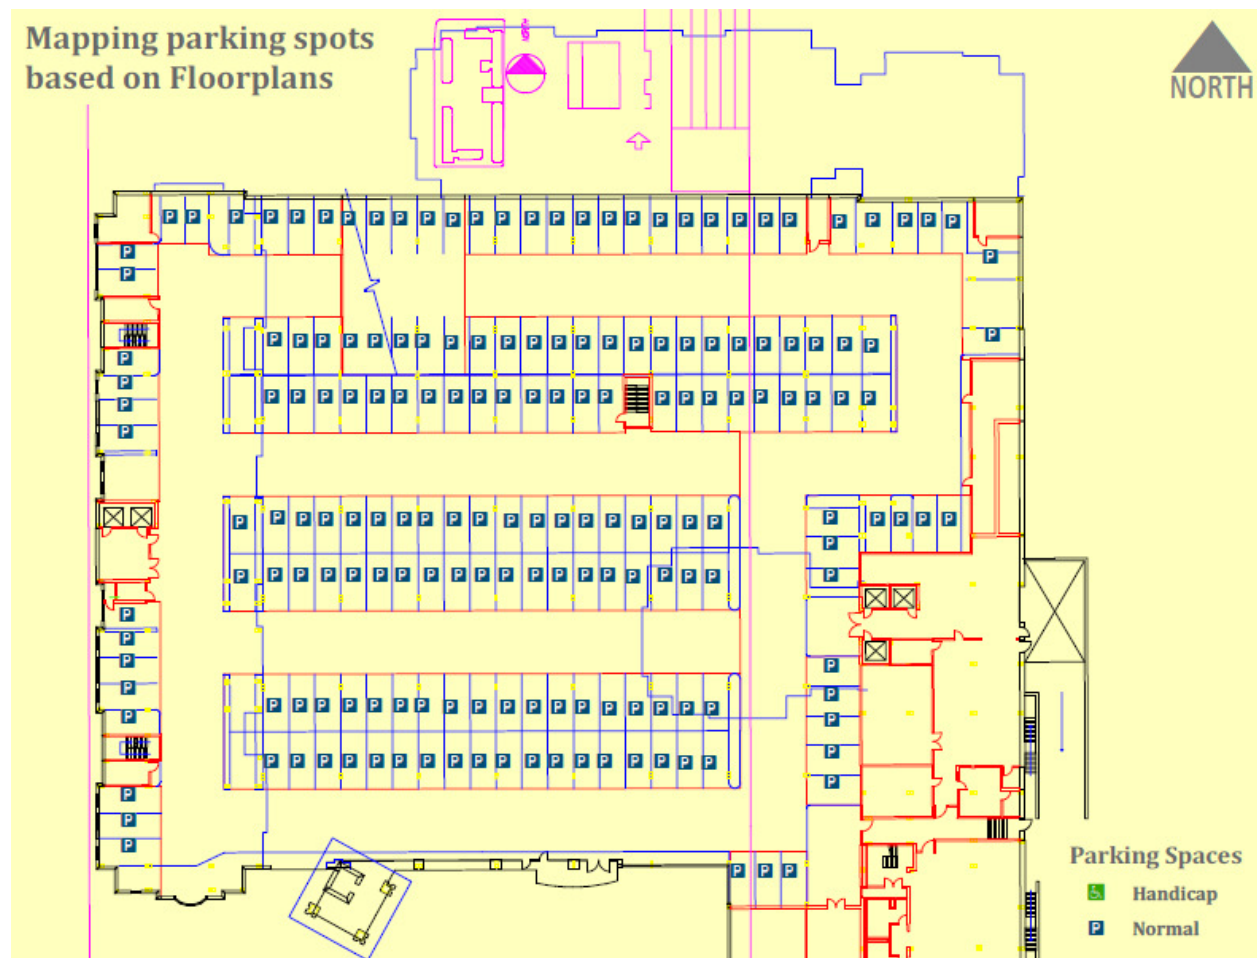 Mapping parking spots
based on Floorplans
NORTH
Parking Spaces
Handicap
Normal